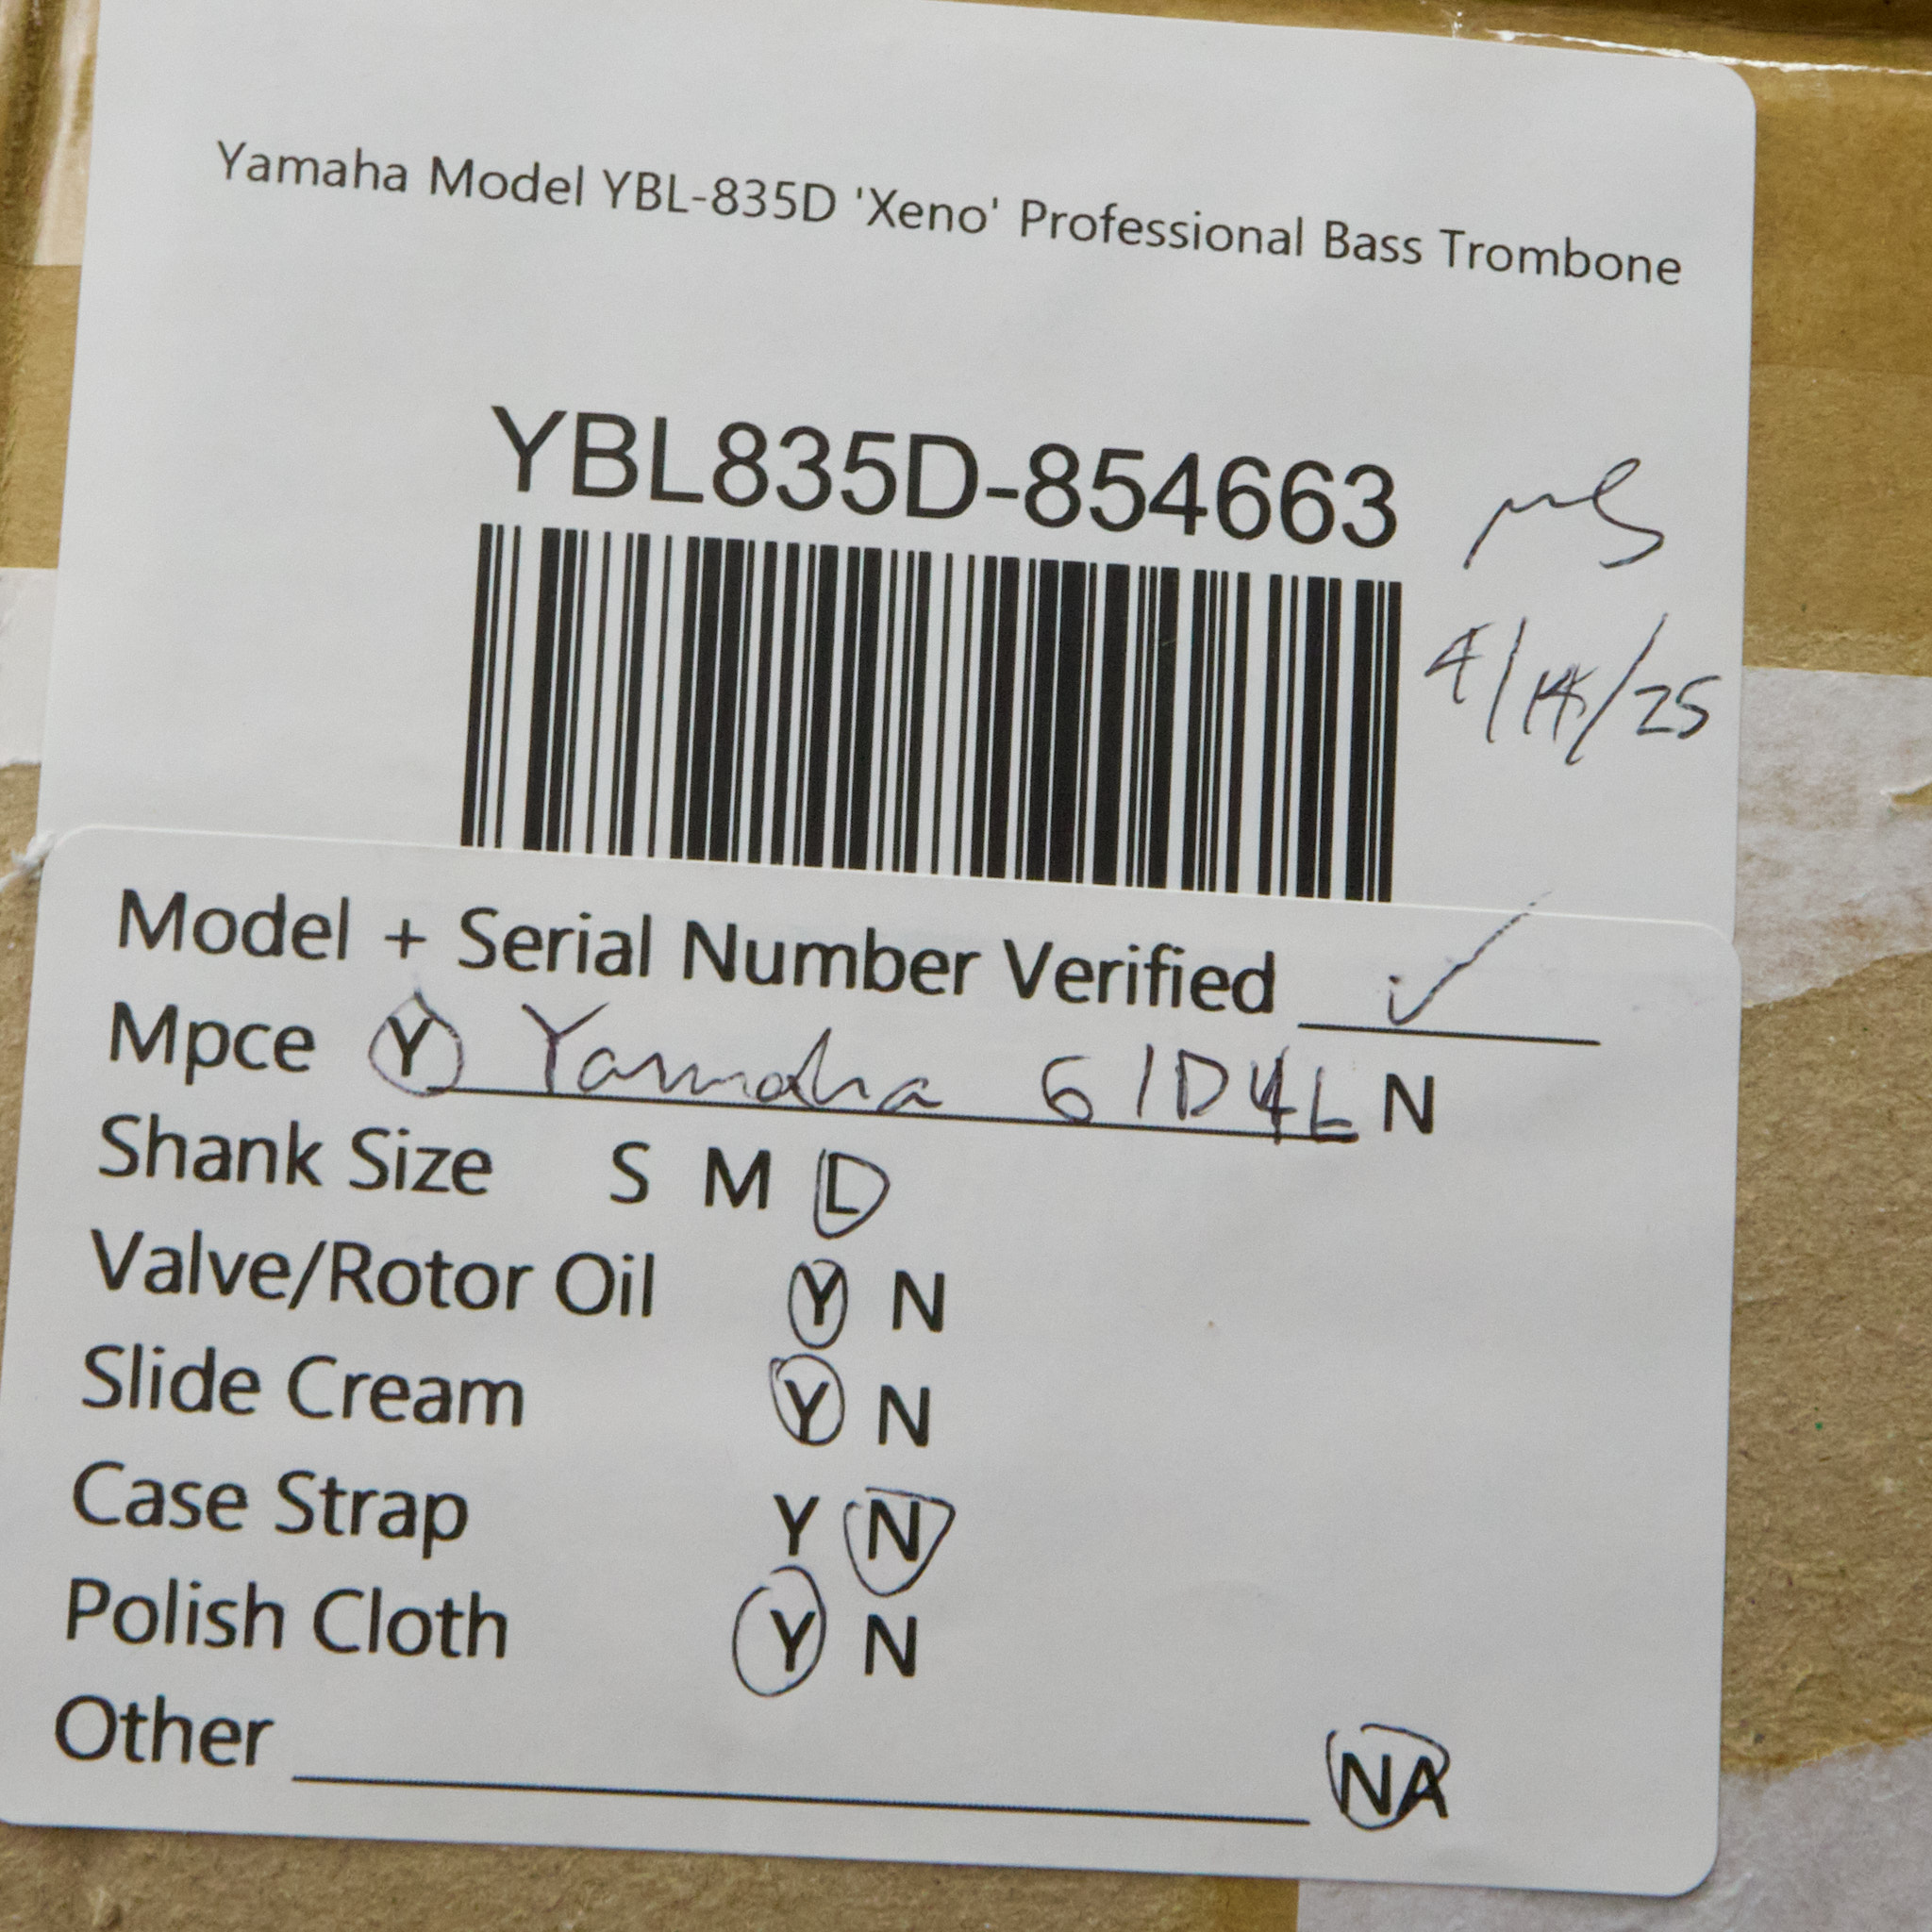 Yamaha Model YBL-835D 'Xeno' Professional Bass Trombone
YBL835D-854663
4/ /25
Model + Serial Number Verified ✓
Mpce Y Yamaha 61D4L N
Shank Size S M L
Valve/Rotor Oil Y N
Slide Cream Y N
Case Strap Y N
Polish Cloth Y N
Other NA